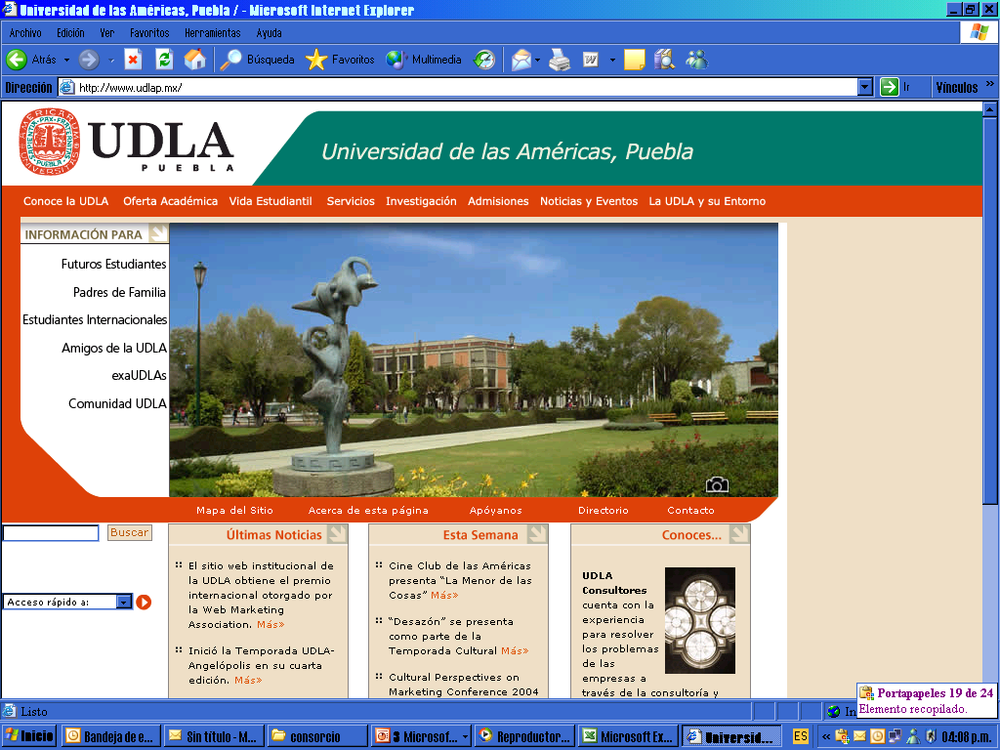 Universidad de las Américas, Puebla / - Microsoft Internet Explorer
Archivo Edición Ver Favoritos Herramientas Ayuda
Atrás Búsqueda Favoritos Multimedia
Dirección http://www.udlap.mx/ Ir Vínculos »
UDLA
PUEBLA
Universidad de las Américas, Puebla
Conoce la UDLA Oferta Académica Vida Estudiantil Servicios Investigación Admisiones Noticias y Eventos La UDLA y su Entorno
INFORMACIÓN PARA
Futuros Estudiantes
Padres de Familia
Estudiantes Internacionales
Amigos de la UDLA
exaUDLAs
Comunidad UDLA
Mapa del Sitio Acerca de esta página Apóyanos Directorio Contacto
Buscar
Acceso rápido a:
Últimas Noticias
El sitio web institucional de
la UDLA obtiene el premio
internacional otorgado por
la Web Marketing
Association. Más»
Inició la Temporada UDLA-
Angelópolis en su cuarta
edición. Más»
Esta Semana
Cine Club de las Américas
presenta “La Menor de las
Cosas” Más»
“Desazón” se presenta
como parte de la
Temporada Cultural Más»
Cultural Perspectives on
Marketing Conference 2004
Conoces...
UDLA
Consultores
cuenta con la
experiencia
para resolver
los problemas
de las
empresas a
través de la consultoría y
Portapapeles 19 de 24
Elemento recopilado.
Listo In
Inicio Bandeja de e... Sin título - M... consorcio 3 Microsof... Reproductor... Microsoft Ex... Universid... ES « 04:08 p.m.